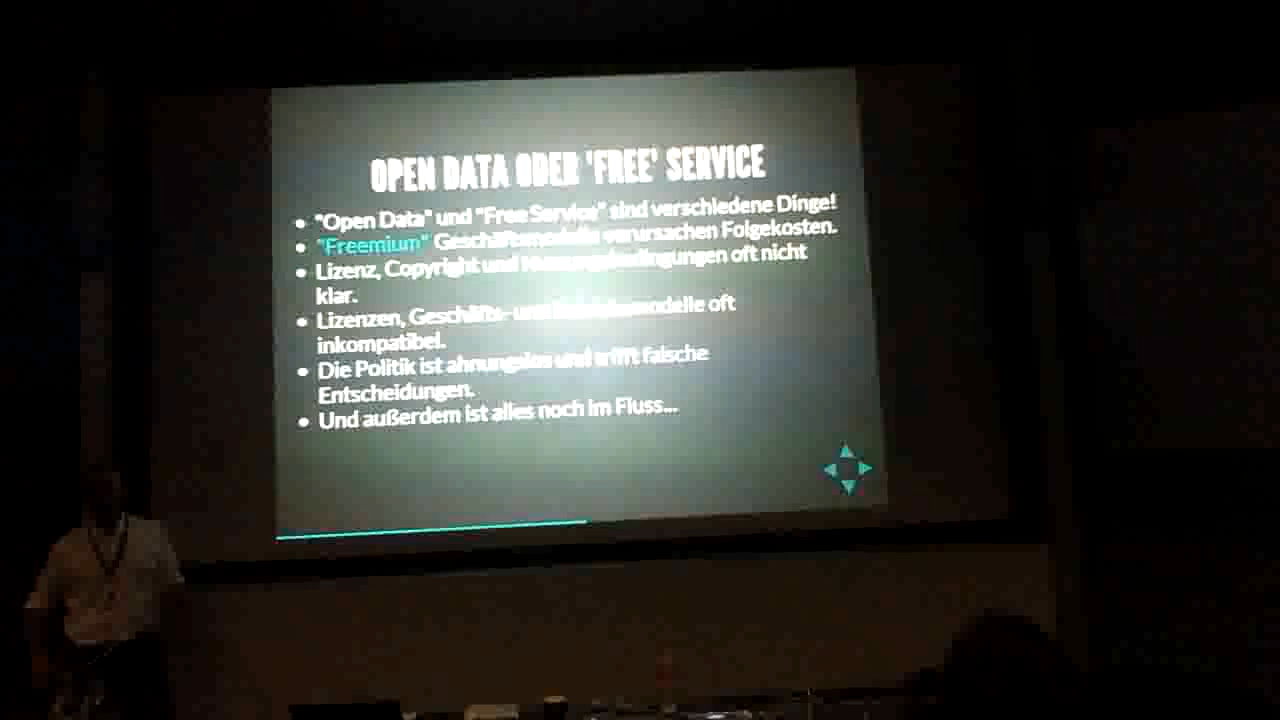 OPEN DATA ODER 'FREE' SERVICE
"Open Data" und "Free Service" sind verschiedene Dinge!
"Freemium" Geschäftsmodelle verursachen Folgekosten.
Lizenz, Copyright und Nutzungsbedingungen oft nicht
klar.
Lizenzen, Geschäfts- und oft
inkompatibel.
Die Politik ist ahnungslos und trifft falsche
Entscheidungen.
Und außerdem ist alles noch im Fluss...